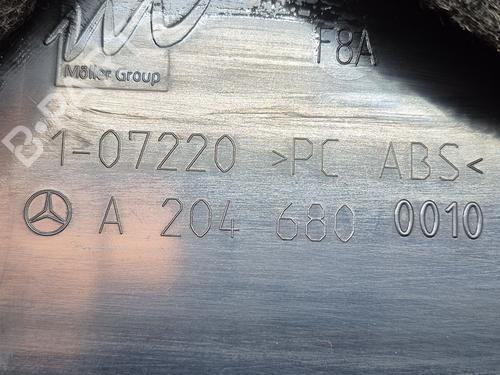 F8A
Möller Group
1-07220 >PC ABS<
A 204 680 0010